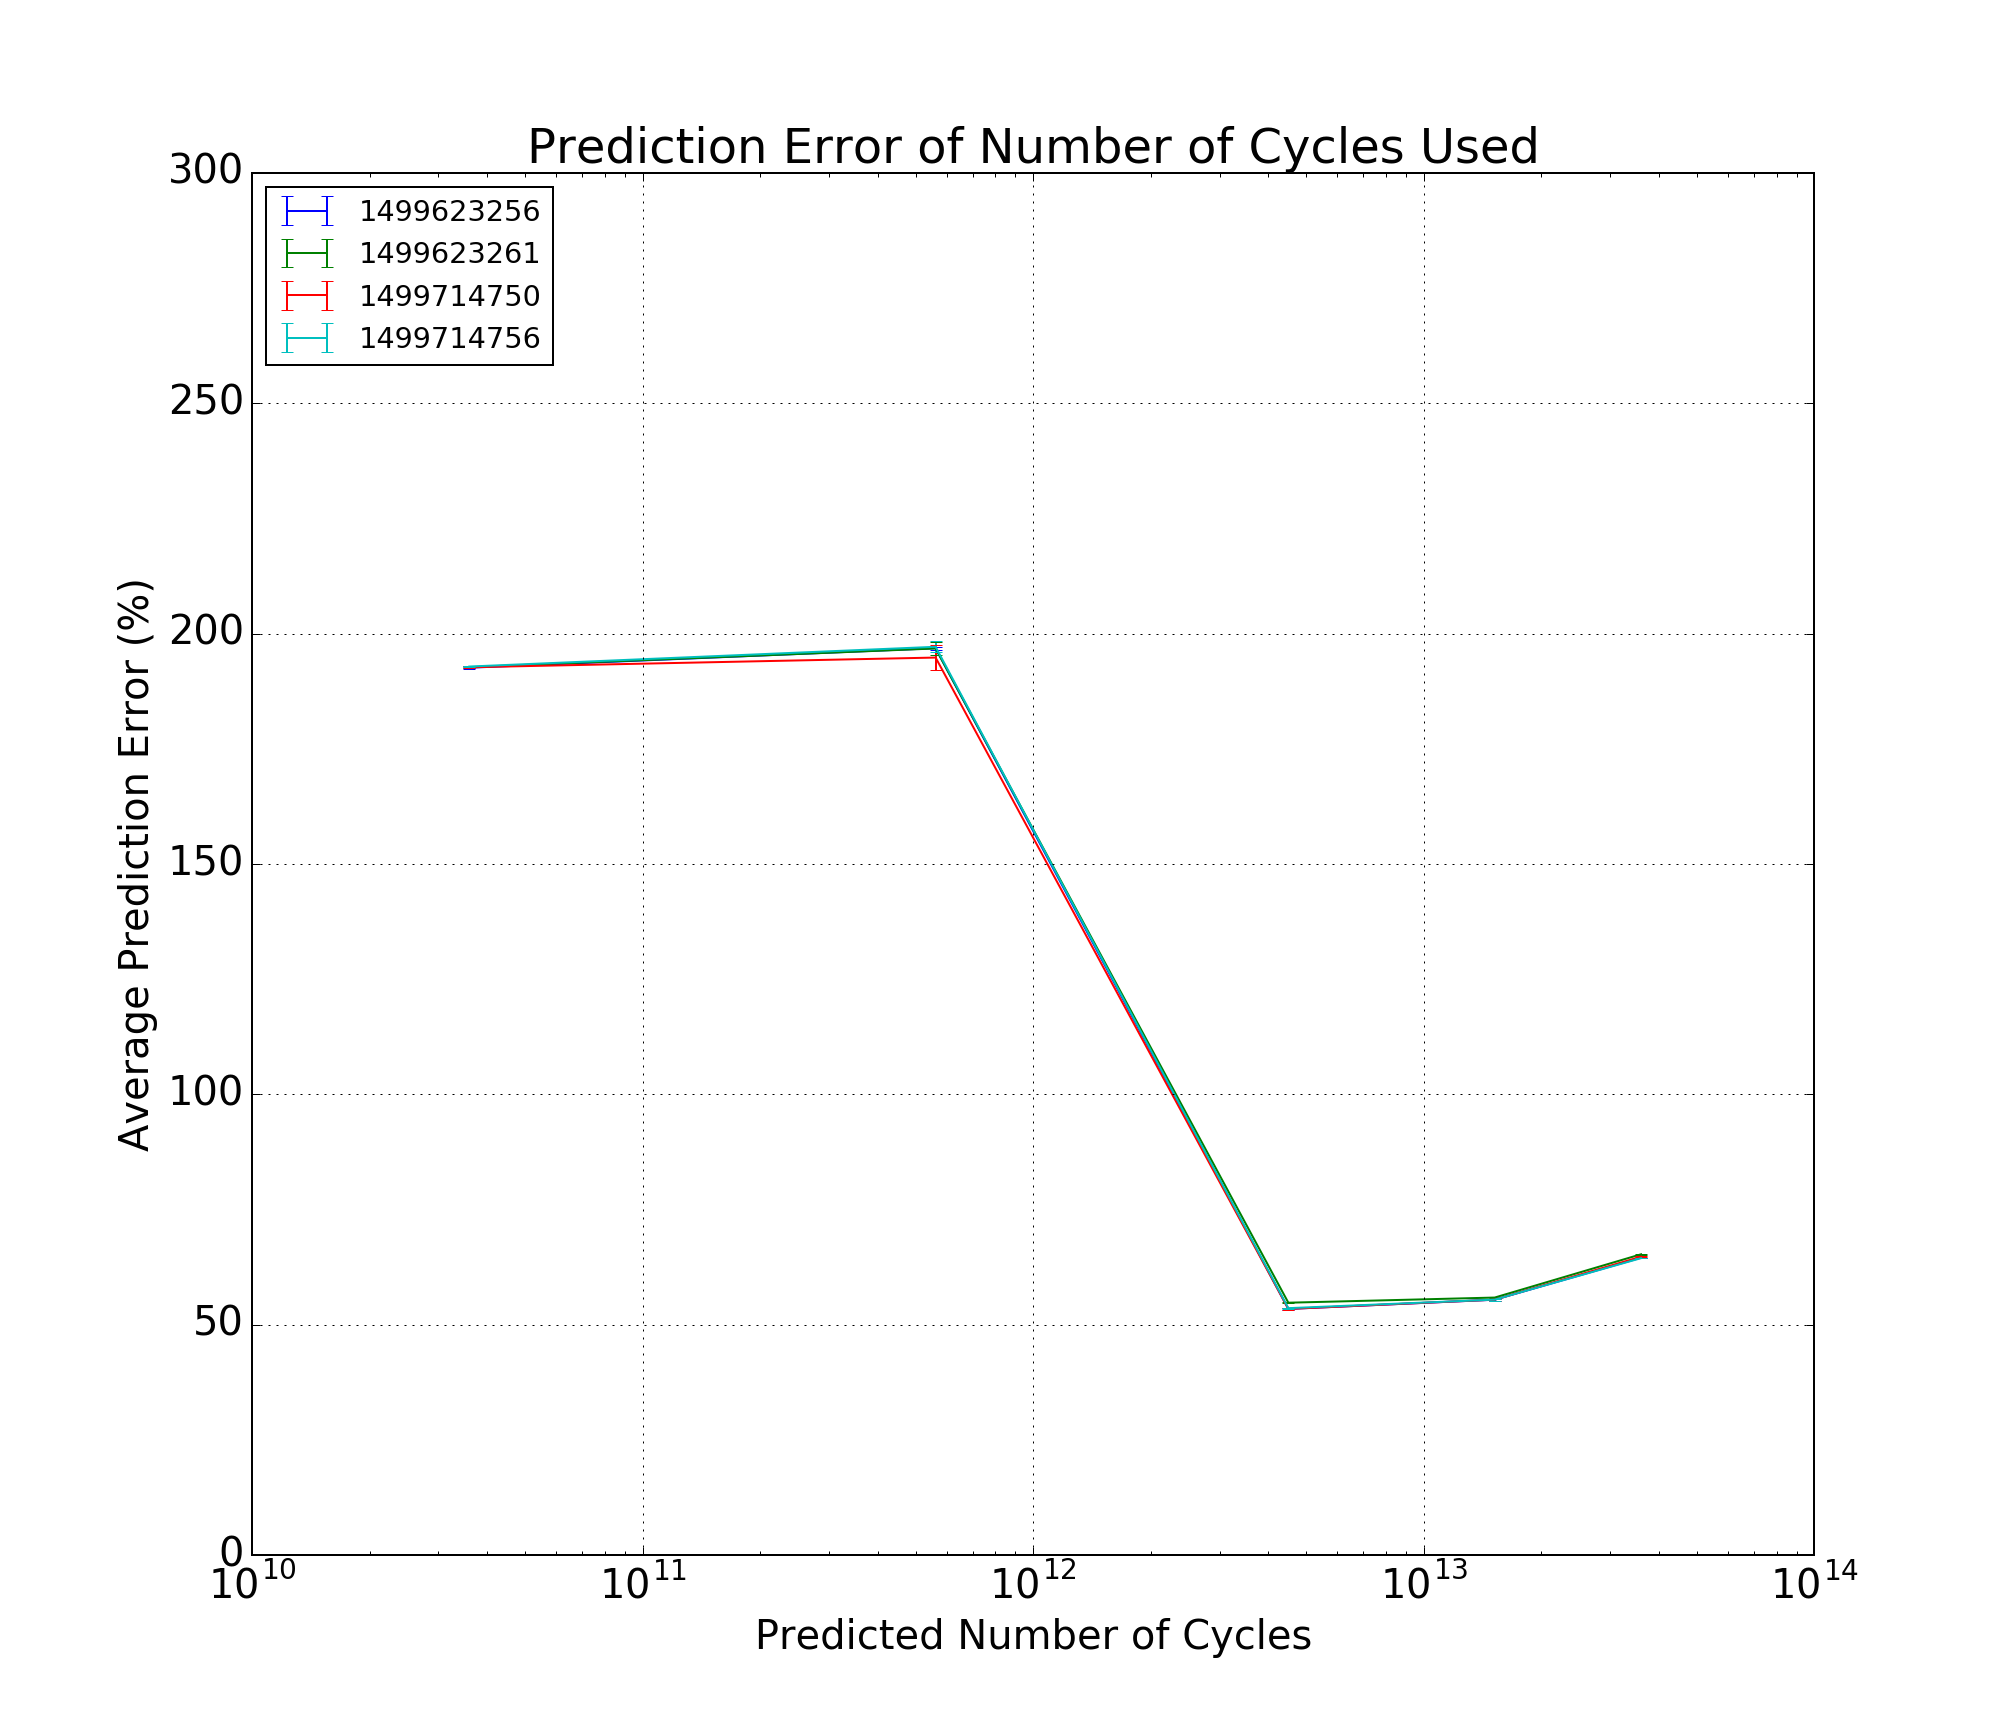 Prediction Error of Number of Cycles Used
300
250
200
150
100
50
0
Average Prediction Error (%)
1499623256
1499623261
1499714750
1499714756
10^10 10^11 10^12 10^13 10^14
Predicted Number of Cycles